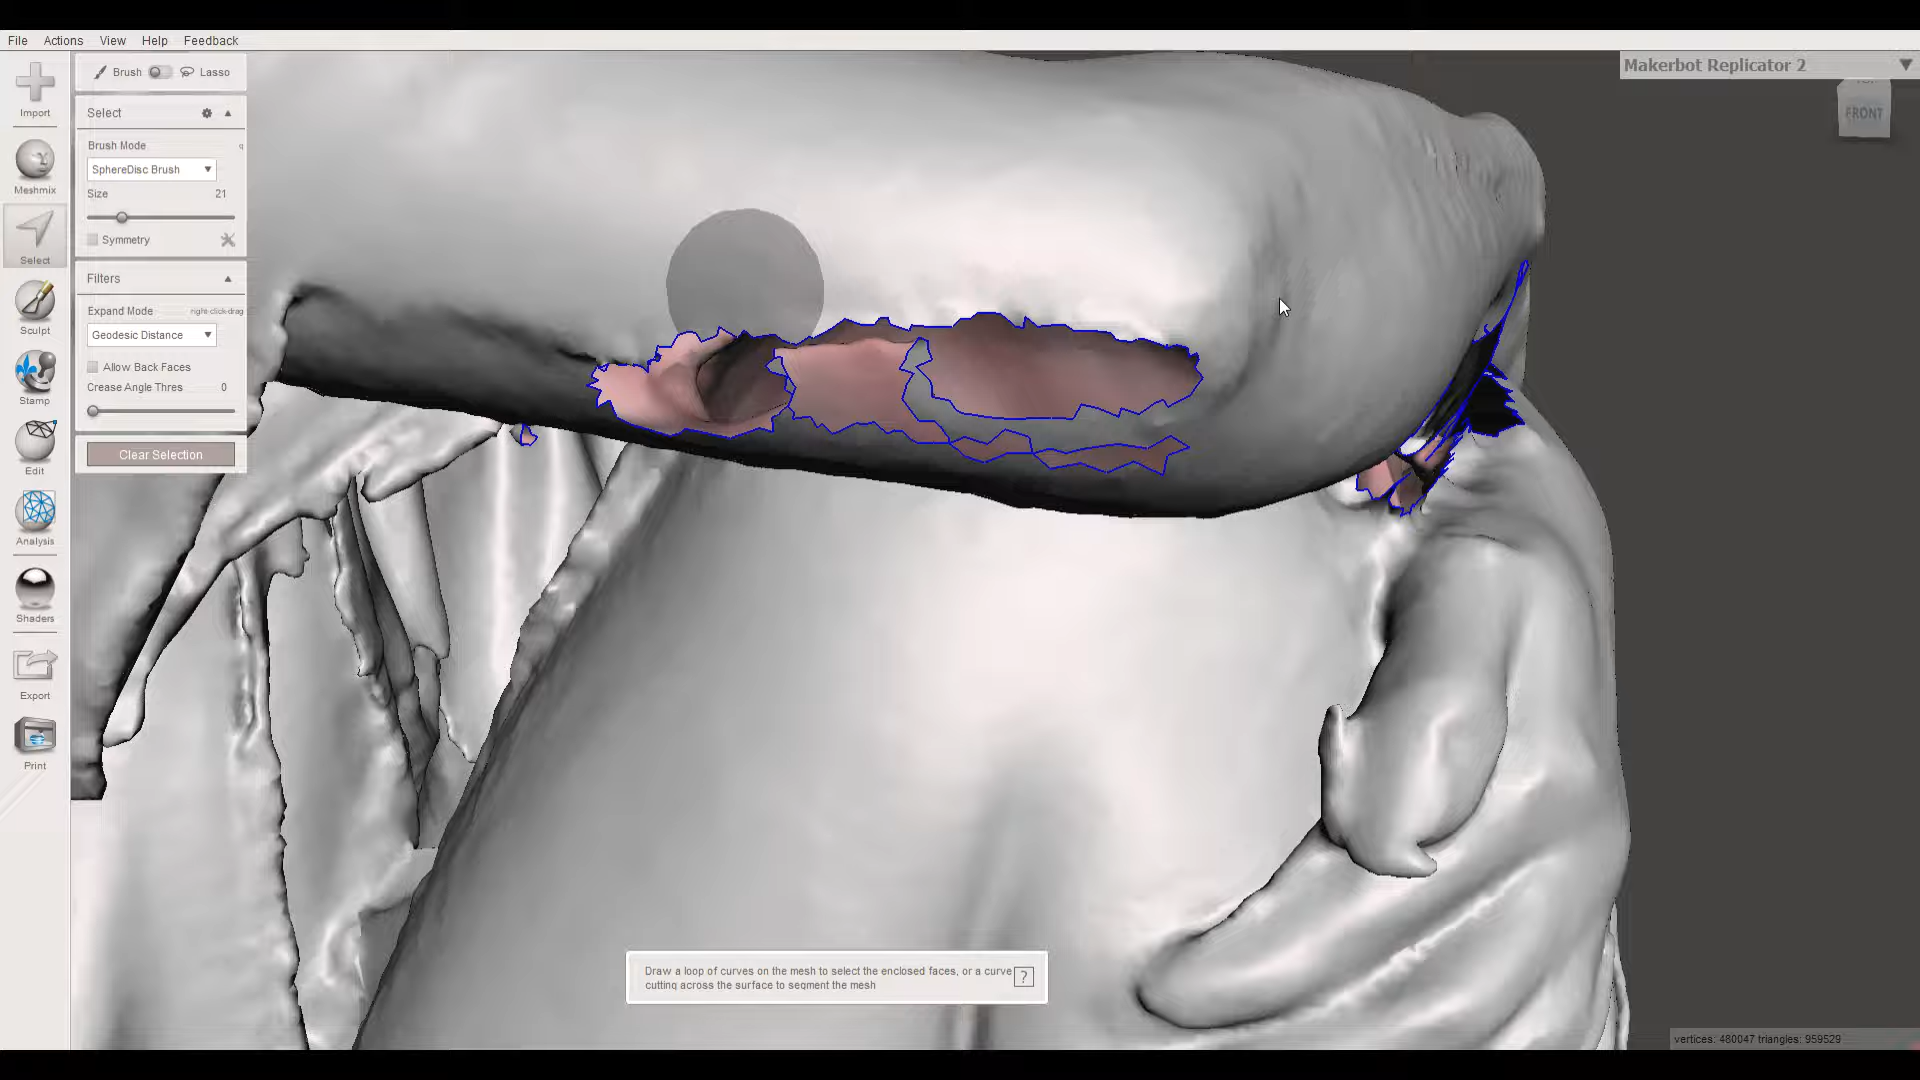 File Actions View Help Feedback
Import
Meshmix
Select
Sculpt
Stamp
Edit
Analysis
Shaders
Export
Print
Brush Lasso
Select
Brush Mode q
SphereDisc Brush
Size 21
Symmetry
Filters
Expand Mode right-click-drag
Geodesic Distance
Allow Back Faces
Crease Angle Thres 0
Clear Selection
Makerbot Replicator 2
FRONT
Draw a loop of curves on the mesh to select the enclosed faces, or a curve
cutting across the surface to segment the mesh
?
vertices: 480047 triangles: 959529